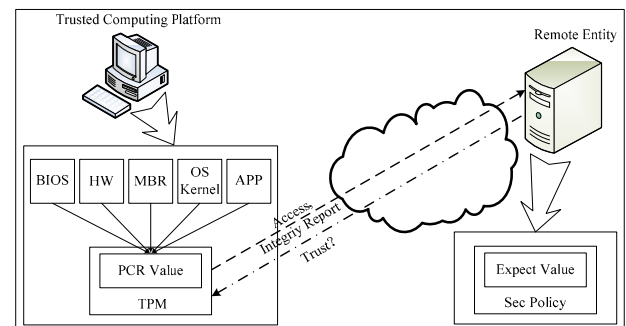 Trusted Computing Platform
Remote Entity
BIOS
HW
MBR
OS
Kernel
APP
Access,
Integrty Report
Trust?
PCR Value
TPM
Expect Value
Sec Policy